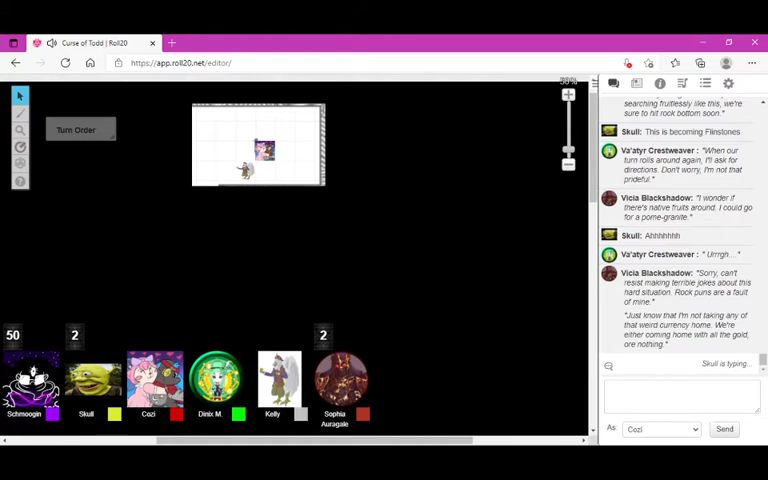 Curse of Todd | Roll20
https://app.roll20.net/editor/
Turn Order
searching fruitlessly like this, we're
sure to hit rock bottom soon."
Skull: This is becoming Flinstones
Va'atyr Crestweaver : "When our
turn rolls around again, I'll ask for
directions. Don't worry, I'm not that
prideful."
Vicia Blackshadow: "I wonder if
there's native fruits around. I could go
for a pome-granite."
Skull: Ahhhhhhh
Va'atyr Crestweaver : " Urrrgh..."
Vicia Blackshadow: "Sorry, can't
resist making terrible jokes about this
hard situation. Rock puns are a fault
of mine."
"Just know that I'm not taking any of
that weird currency home. We're
either coming home with all the gold,
ore nothing."
Skull is typing...
50
2
2
Schmoogin
Skull
Cozi
Dinix M.
Kelly
Sophia
Auragale
As:
Cozi
Send